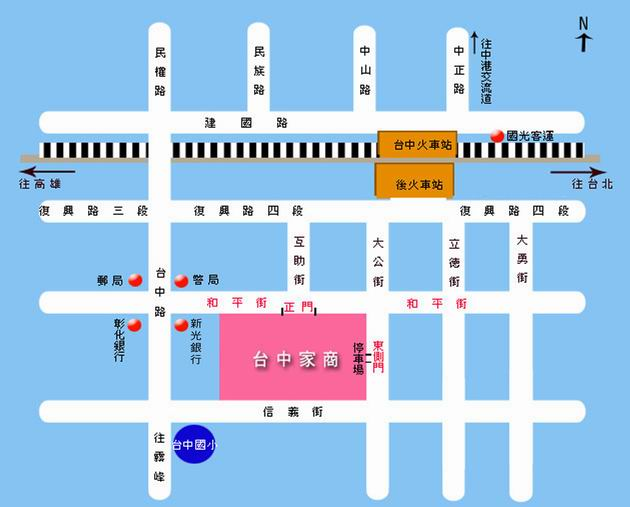 N
民權路
民族路
中山路
中正路
往中港交流道
建國路
國光客運
台中火車站
後火車站
往高雄
往台北
復興路三段
復興路四段
復興路四段
互助街
大公街
立德街
大勇街
台中路
郵局
警局
和平街
正門
和平街
彰化銀行
新光銀行
台中家商
停車場
東側門
信義街
往霧峰
台中國小